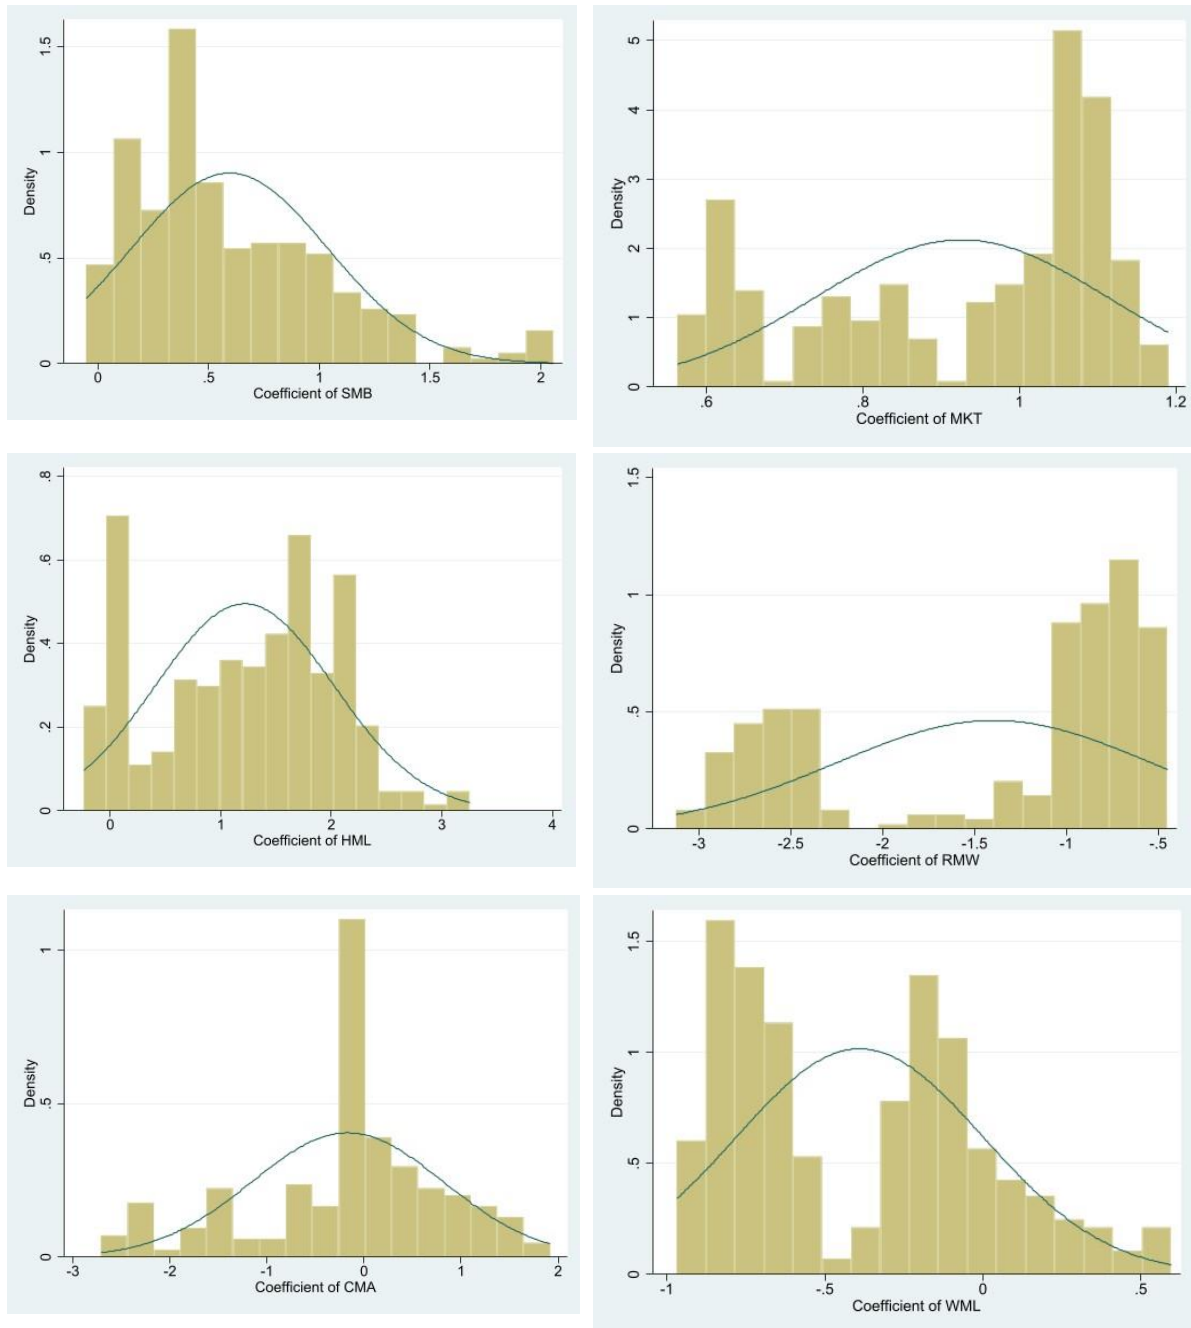 Density
1.5
1
.5
0
0 .5 1 1.5 2
Coefficient of SMB
Density
5
4
3
2
1
0
.6 .8 1 1.2
Coefficient of MKT
Density
.8
.6
.4
.2
0
0 1 2 3 4
Coefficient of HML
Density
1.5
1
.5
0
-3 -2.5 -2 -1.5 -1 -.5
Coefficient of RMW
Density
1
.5
0
-3 -2 -1 0 1 2
Coefficient of CMA
Density
1.5
1
.5
0
-1 -.5 0 .5
Coefficient of WML